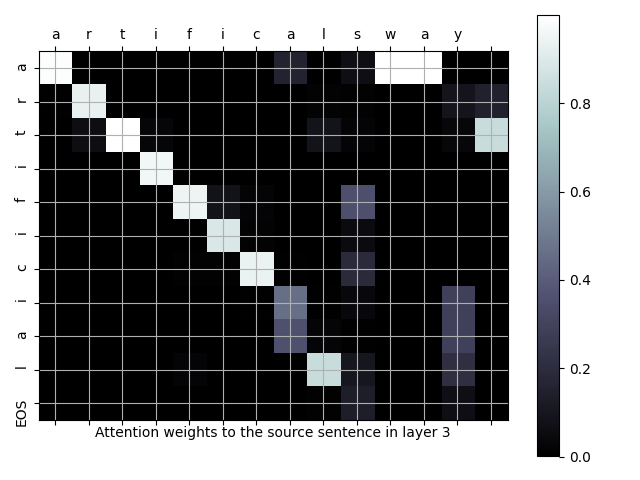 a r t i f i c a l s w a y
a
r
t
i
f
i
c
i
a
l
EOS
0.8
0.6
0.4
0.2
0.0
Attention weights to the source sentence in layer 3